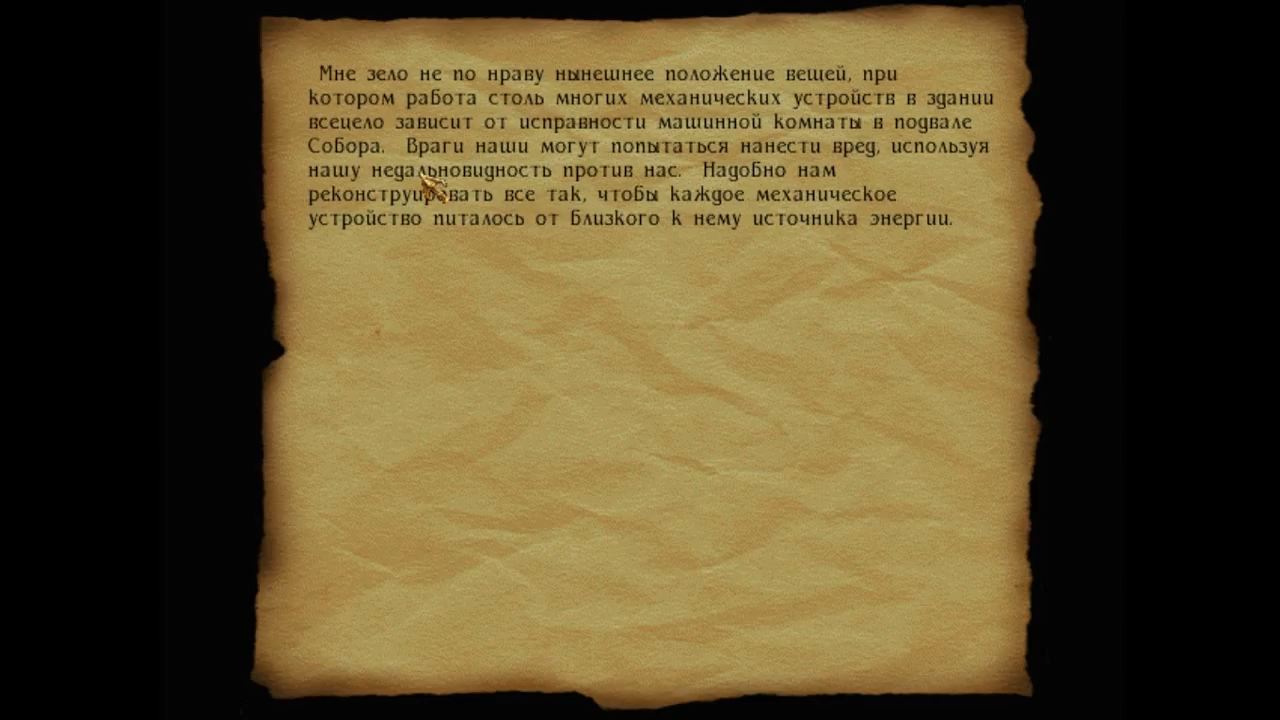 Мне зело не по нраву нынешнее положение вещей, при
котором работа столь многих механических устройств в здании
всецело зависит от исправности машинной комнаты в подвале
Собора. Враги наши могут попытаться нанести вред, используя
нашу недальновидность против нас. Надобно нам
реконструировать все так, чтобы каждое механическое
устройство питалось от близкого к нему источника энергии.